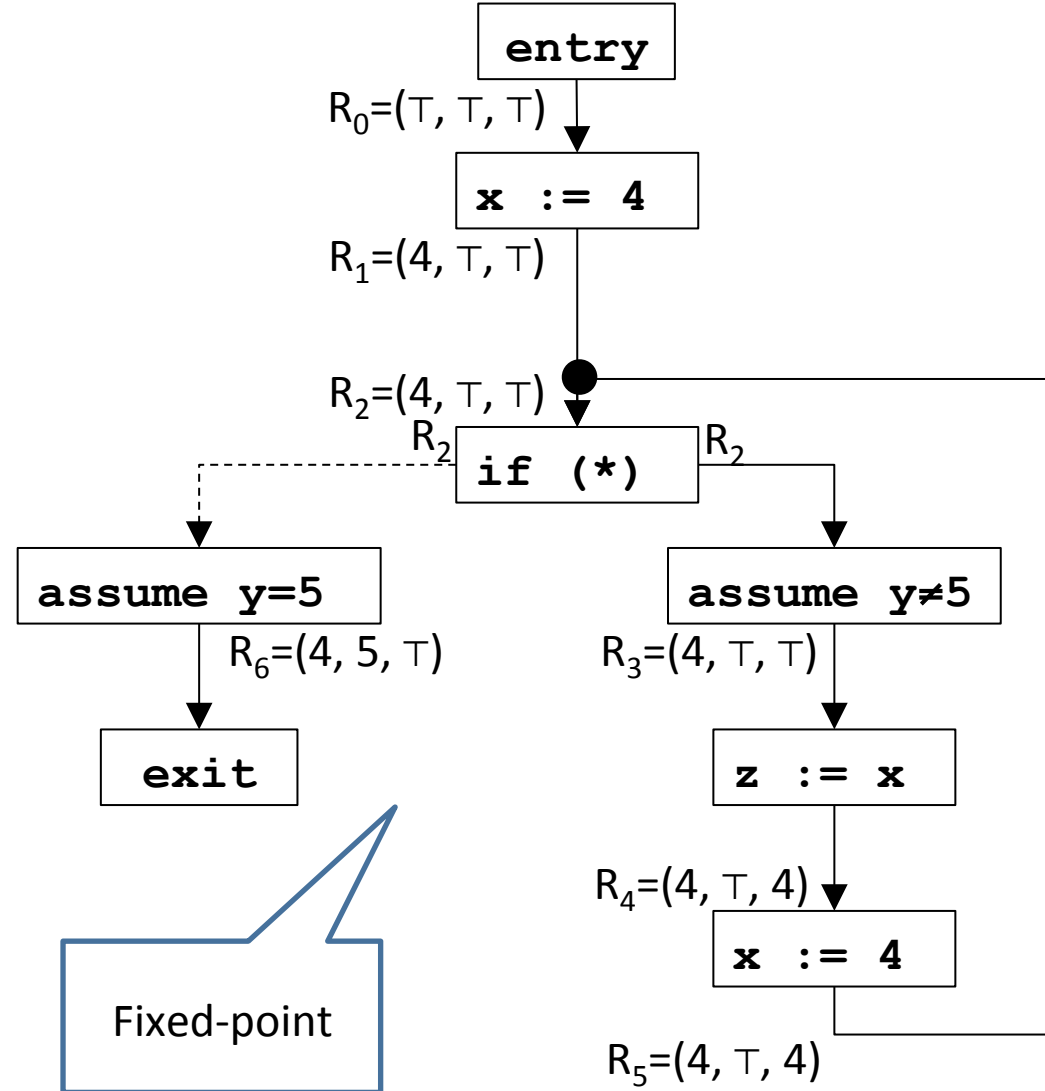 entry
R₀=(⊤, ⊤, ⊤)
x := 4
R₁=(4, ⊤, ⊤)
R₂=(4, ⊤, ⊤)
R₂
if (*)
R₂
assume y=5
assume y≠5
R₆=(4, 5, ⊤)
R₃=(4, ⊤, ⊤)
exit
z := x
R₄=(4, ⊤, 4)
x := 4
Fixed-point
R₅=(4, ⊤, 4)